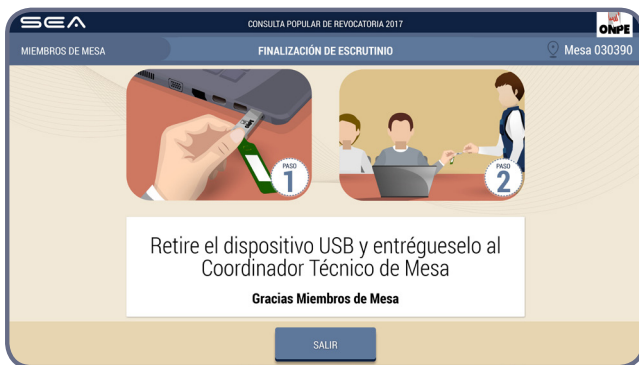 SEA
CONSULTA POPULAR DE REVOCATORIA 2017
ONPE
MIEMBROS DE MESA
FINALIZACIÓN DE ESCRUTINIO
Mesa 030390
PASO
1
PASO
2
Retire el dispositivo USB y entrégueselo al
Coordinador Técnico de Mesa
Gracias Miembros de Mesa
SALIR